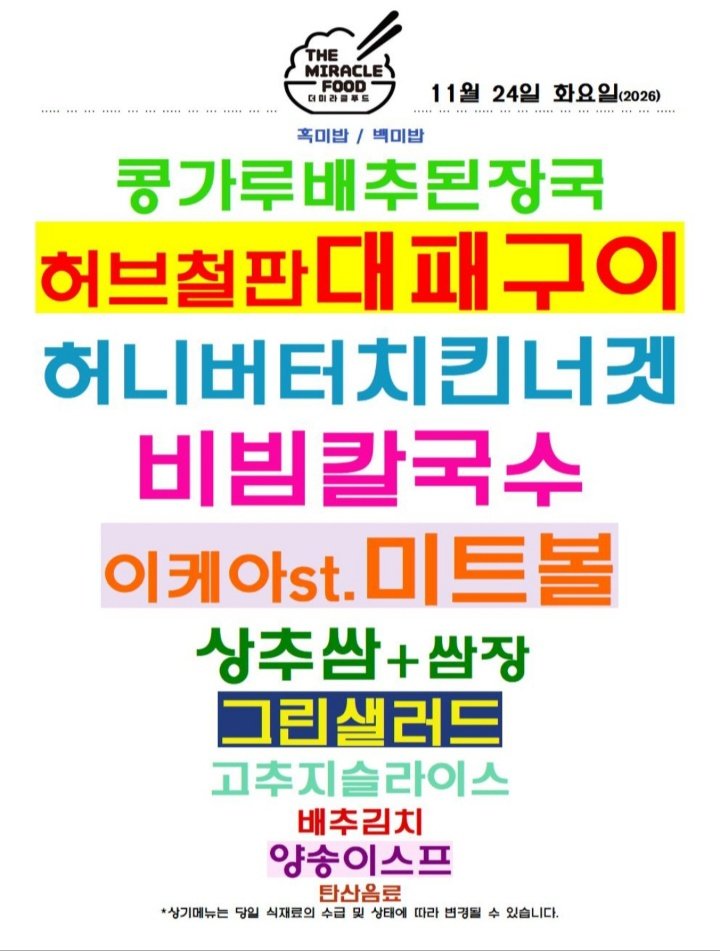 THE
MIRACLE
FOOD
더미라클푸드
11월 24일 화요일(2026)
흑미밥 / 백미밥
콩가루배추된장국
허브철판대패구이
허니버터치킨너겟
비빔칼국수
이케아st.미트볼
상추쌈+쌈장
그린샐러드
고추지슬라이스
배추김치
양송이스프
탄산음료
*상기메뉴는 당일 식재료의 수급 및 상태에 따라 변경될 수 있습니다.